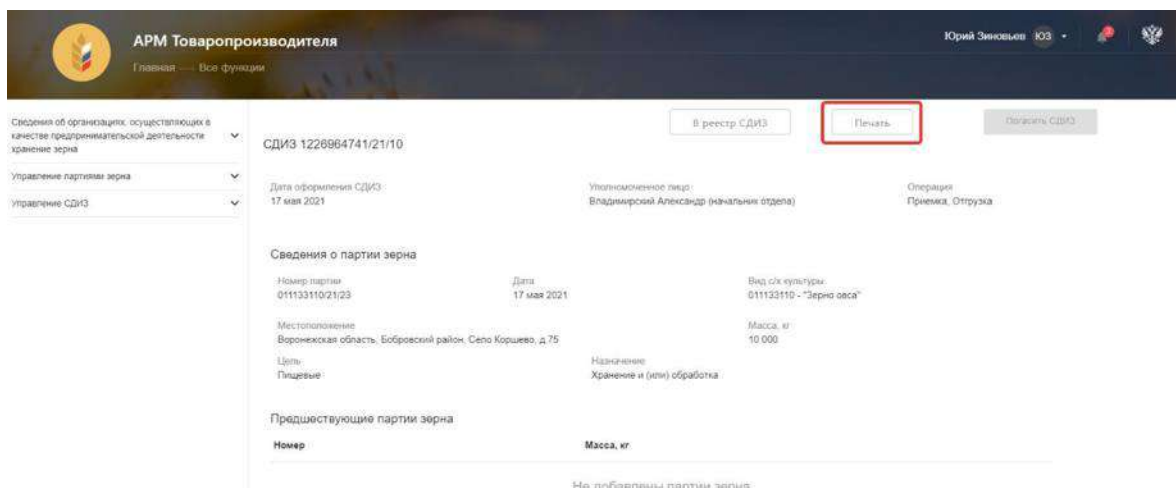 АРМ Товаропроизводителя
Юрий Зиновьев ЮЗ
Главная — Все функции
Сведения об организациях, осуществляющих в
качестве предпринимательской деятельности
хранение зерна
Управление партиями зерна
Управление СДИЗ
В реестр СДИЗ Печать Погасить СДИЗ
СДИЗ 1226964741/21/10
Дата оформления СДИЗ Уполномоченное лицо Операция
17 мая 2021 Владимирский Александр (начальник отдела) Приемка, Отгрузка
Сведения о партии зерна
Номер партии Дата Вид с/х культуры
011133110/21/23 17 мая 2021 011133110 - "Зерно овса"
Местоположение Масса, кг
Воронежская область, Бобровский район, Село Коршево, д.75 10 000
Цель Назначение
Пищевые Хранение и (или) обработка
Предшествующие партии зерна
Номер Масса, кг
Не добавлены партии зерна